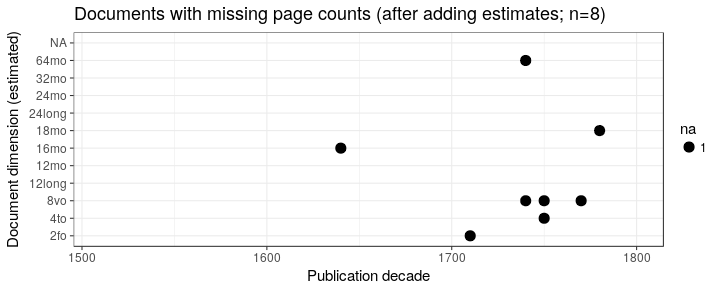 Documents with missing page counts (after adding estimates; n=8)
Document dimension (estimated)
NA
64mo
32mo
24mo
24long
18mo
16mo
12mo
12long
8vo
4to
2fo
1500 1600 1700 1800
Publication decade
na
1